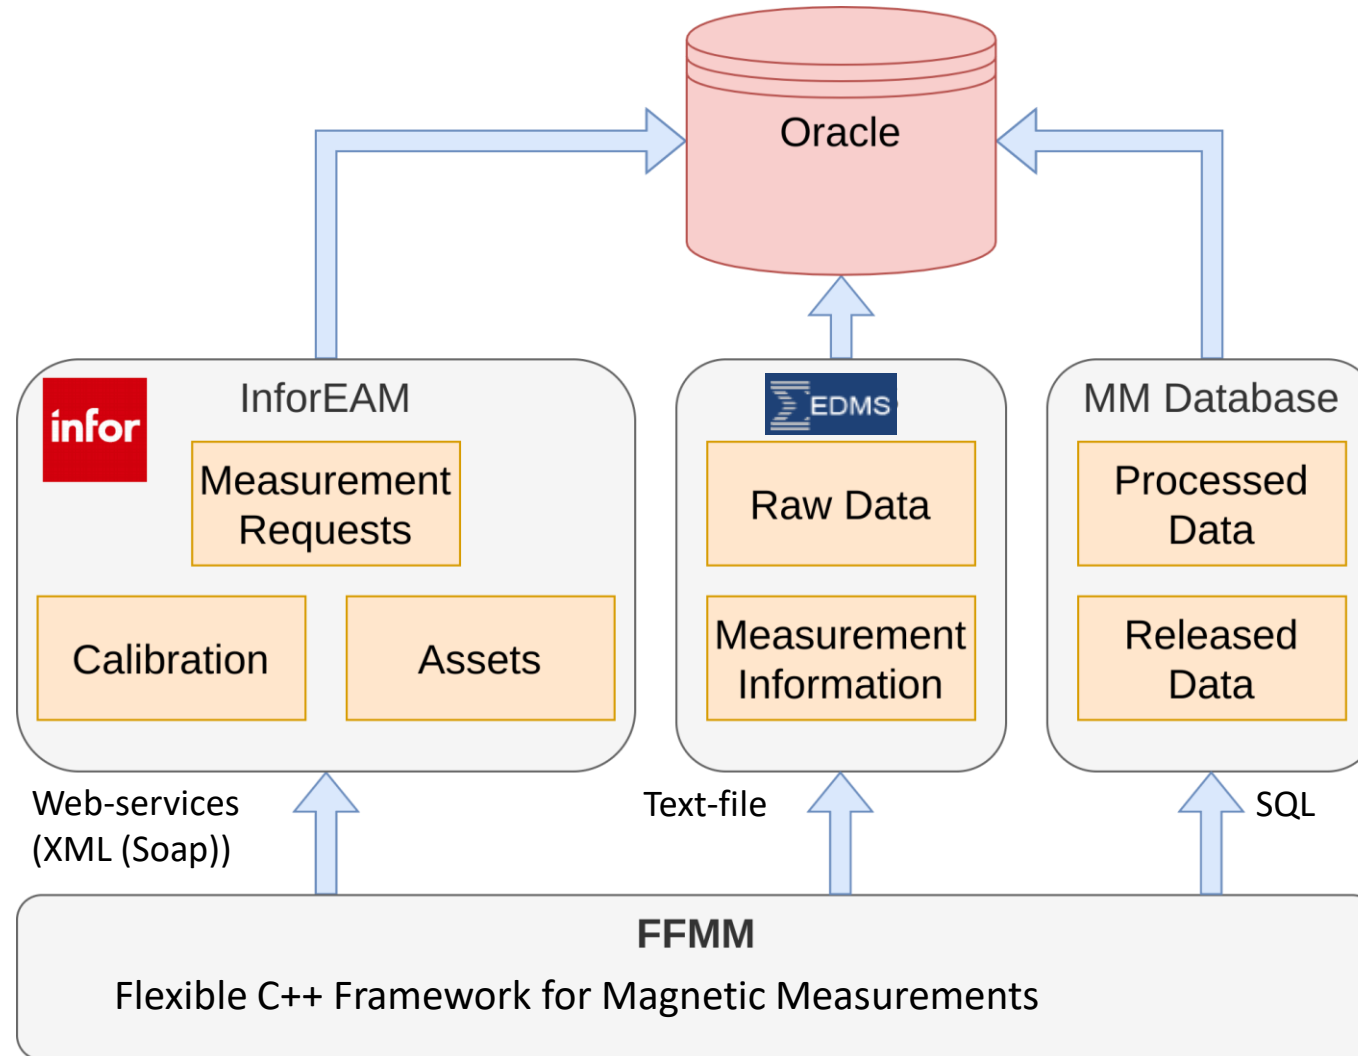 Oracle
infor
InforEAM
Measurement
Requests
Calibration
Assets
EDMS
Raw Data
Measurement
Information
MM Database
Processed
Data
Released
Data
Web-services
(XML (Soap))
Text-file
SQL
FFMM
Flexible C++ Framework for Magnetic Measurements